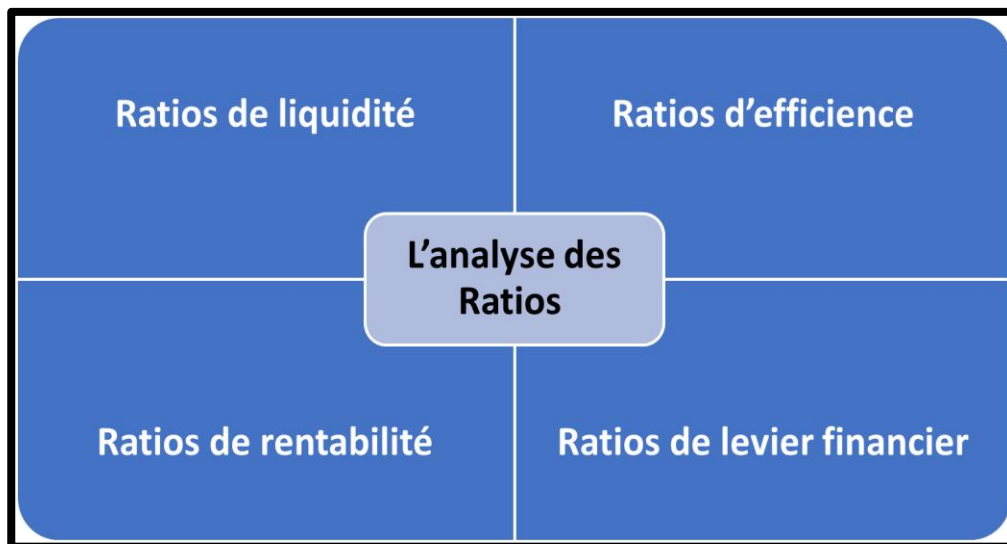 Ratios de liquidité
Ratios d’efficience
L’analyse des
Ratios
Ratios de rentabilité
Ratios de levier financier